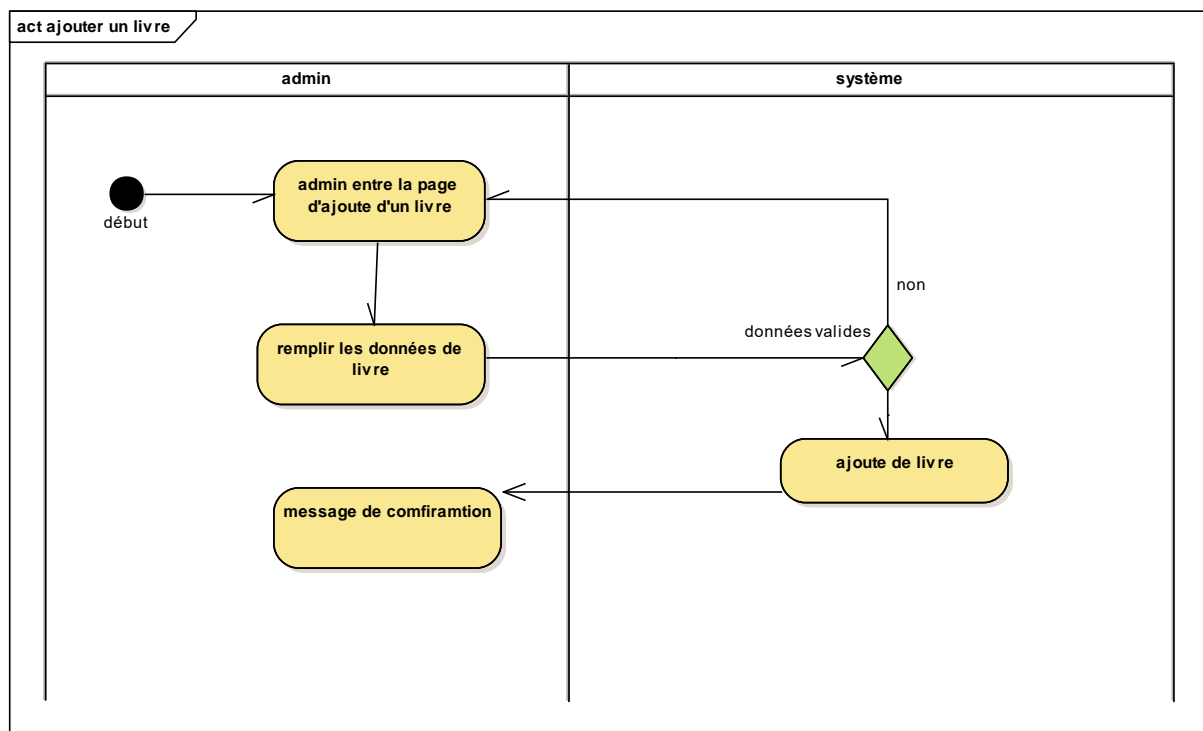 act ajouter un livre
admin
système
admin entre la page
d'ajoute d'un livre
début
non
données valides
remplir les données de
livre
ajoute de livre
message de comfiramtion